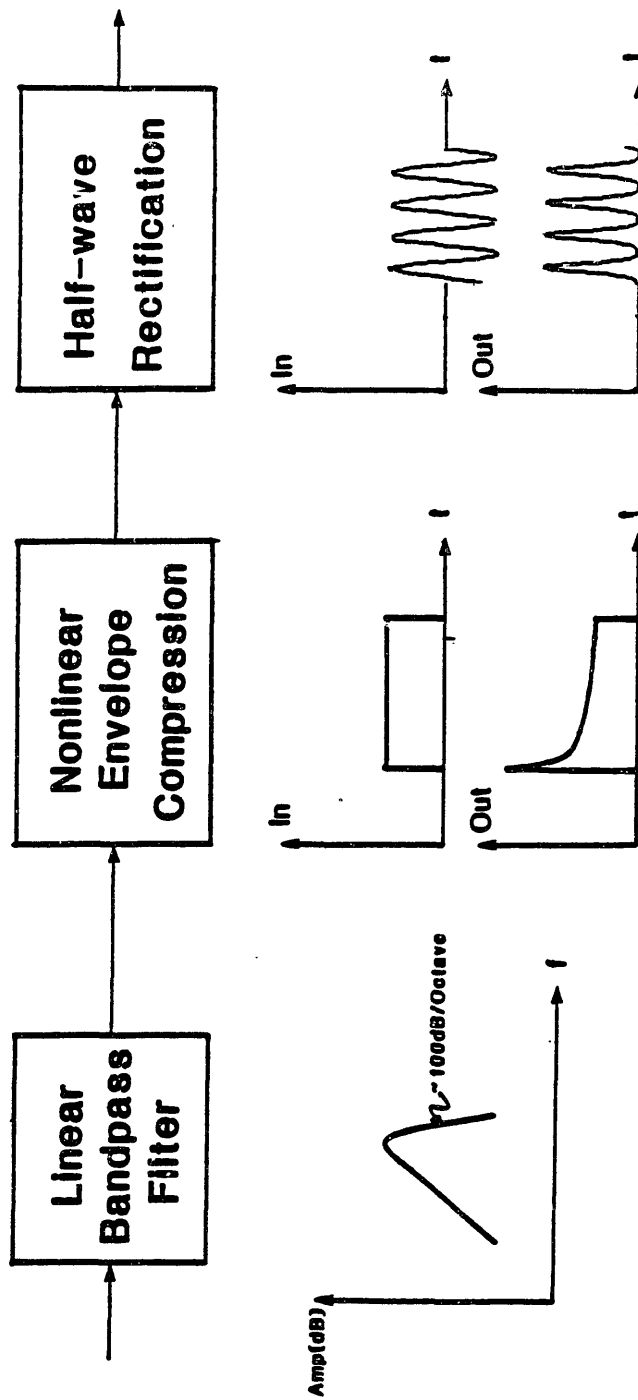 Linear
Bandpass
Filter
Nonlinear
Envelope
Compression
Half-wave
Rectification
Amp(dB)
~100dB/Octave
f
In
t
Out
t
In
t
Out
t